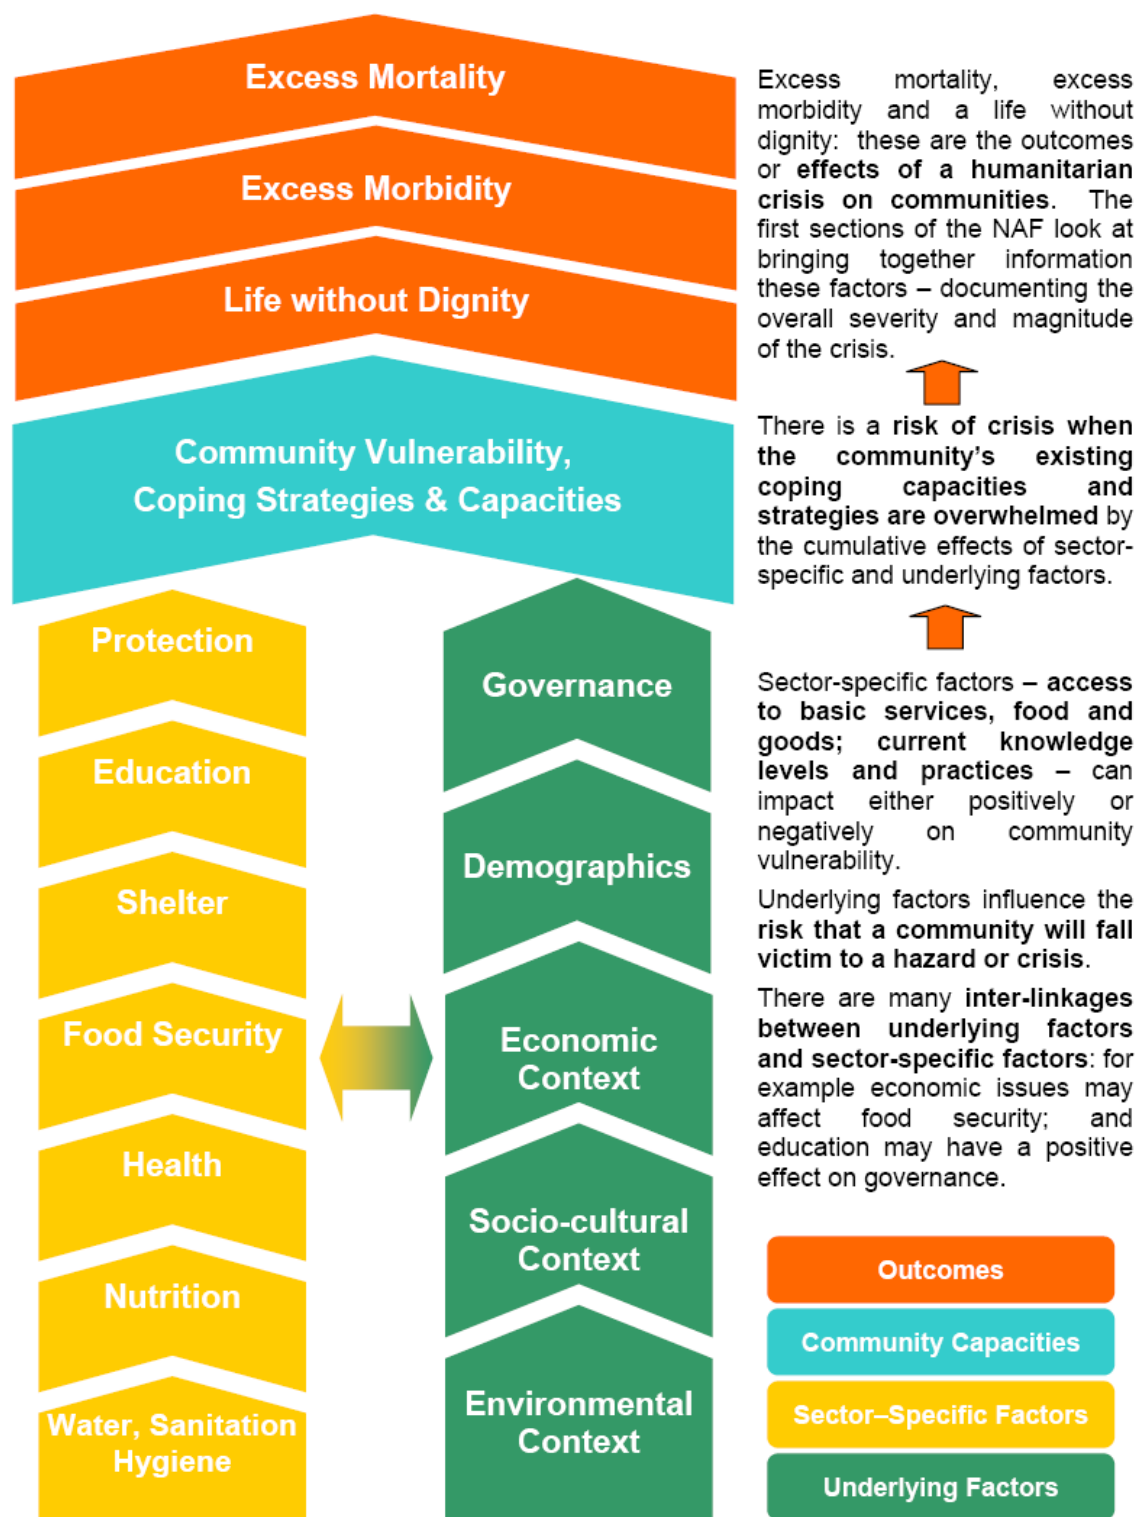 Excess Mortality
Excess Morbidity
Life without Dignity
Community Vulnerability,
Coping Strategies & Capacities
Protection
Education
Shelter
Food Security
Health
Nutrition
Water, Sanitation
Hygiene
Governance
Demographics
Economic
Context
Socio-cultural
Context
Environmental
Context
Excess mortality, excess
morbidity and a life without
dignity: these are the outcomes
or effects of a humanitarian
crisis on communities. The
first sections of the NAF look at
bringing together information
these factors – documenting the
overall severity and magnitude
of the crisis.
There is a risk of crisis when
the community's existing
coping capacities and
strategies are overwhelmed by
the cumulative effects of sector-
specific and underlying factors.
Sector-specific factors – access
to basic services, food and
goods; current knowledge
levels and practices – can
impact either positively or
negatively on community
vulnerability.
Underlying factors influence the
risk that a community will fall
victim to a hazard or crisis.
There are many inter-linkages
between underlying factors
and sector-specific factors: for
example economic issues may
affect food security; and
education may have a positive
effect on governance.
Outcomes
Community Capacities
Sector–Specific Factors
Underlying Factors